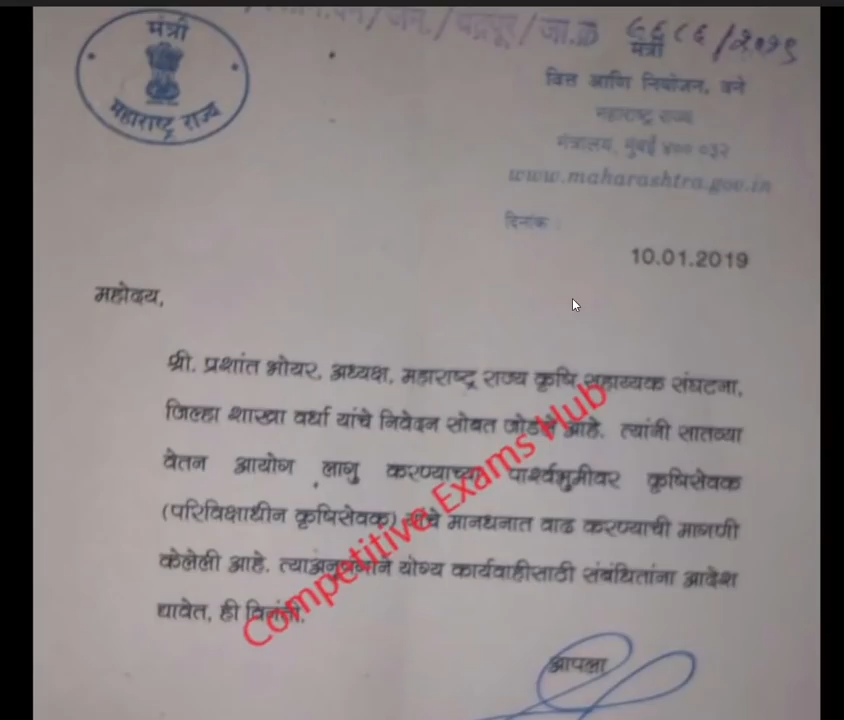 मंत्री
महाराष्ट्र राज्य
मंत्री
वित्त आणि नियोजन, वने
महाराष्ट्र राज्य
मंत्रालय, मुंबई ४०० ०३२
www.maharashtra.gov.in
दिनांक :
10.01.2019
महोदय,
श्री. प्रशांत भोयर, अध्यक्ष, महाराष्ट्र राज्य कृषि सहाय्यक संघटना,
जिल्हा शाखा वर्धा यांचे निवेदन सोबत जोडले आहे. त्यांनी सातव्या
वेतन आयोग लागु करण्याच्या पार्श्वभुमीवर कृषिसेवक
(परिविक्षाधीन कृषिसेवक) यांचे मानधनात वाढ करण्याची मागणी
केलेली आहे. त्याअनुषंगाने योग्य कार्यवाहीसाठी संबंधितांना आदेश
द्यावेत, ही विनंती.
Competitive Exams Hub
आपला